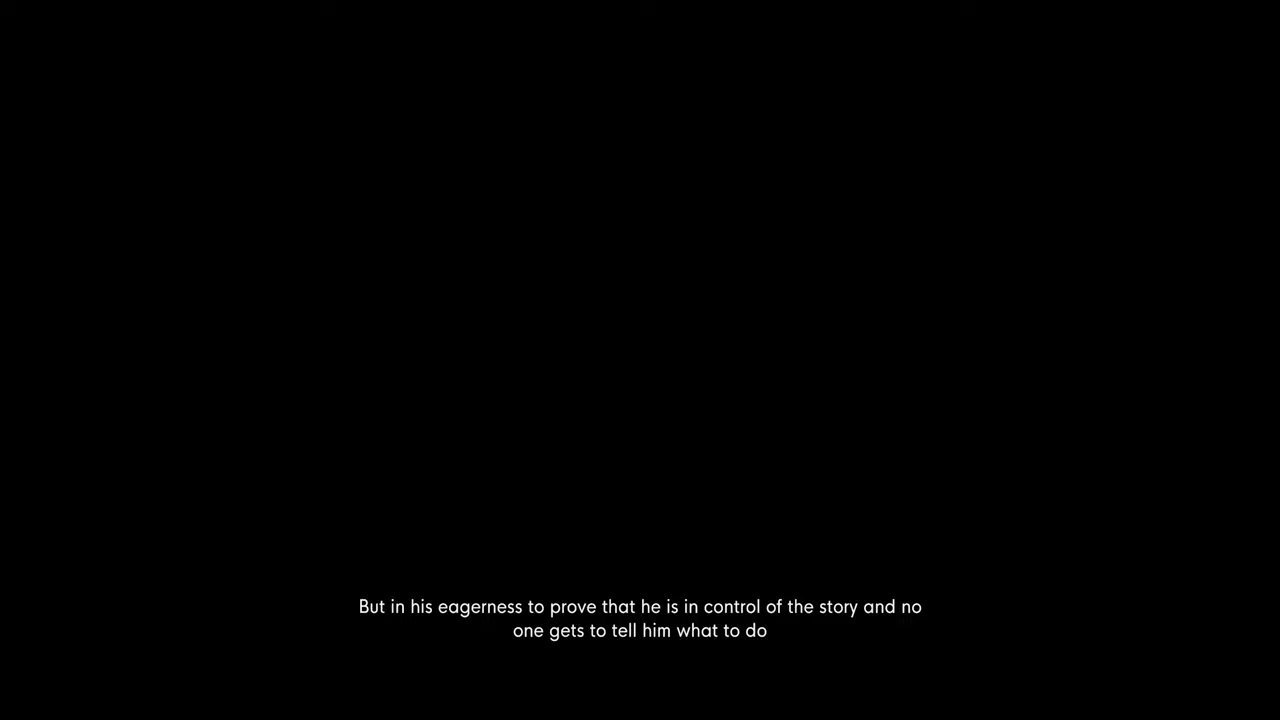 But in his eagerness to prove that he is in control of the story and no
one gets to tell him what to do